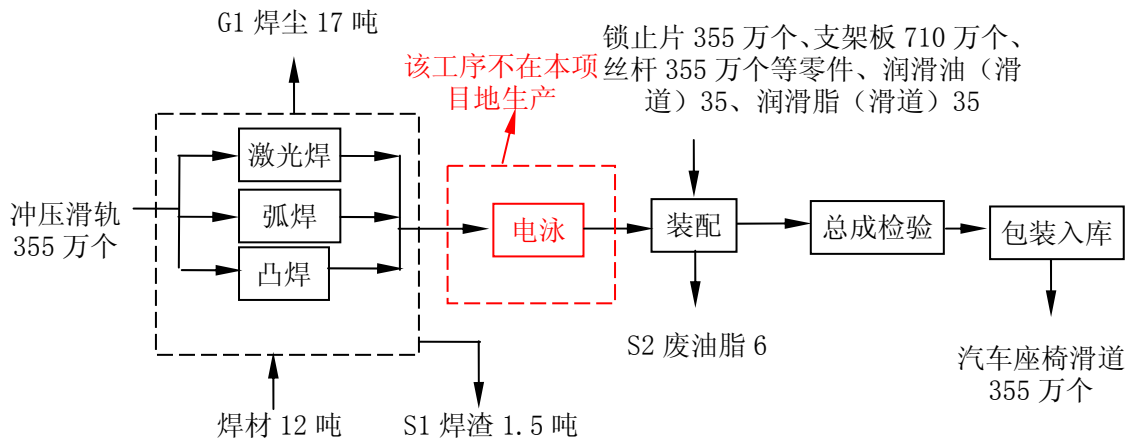 G1 焊尘 17 吨
该工序不在本项
目地生产
锁止片 355 万个、支架板 710 万个、
丝杆 355 万个等零件、润滑油（滑
道）35、润滑脂（滑道）35
冲压滑轨
355 万个
激光焊
弧焊
凸焊
电泳
装配
总成检验
包装入库
S2 废油脂 6
汽车座椅滑道
355 万个
焊材 12 吨
S1 焊渣 1.5 吨